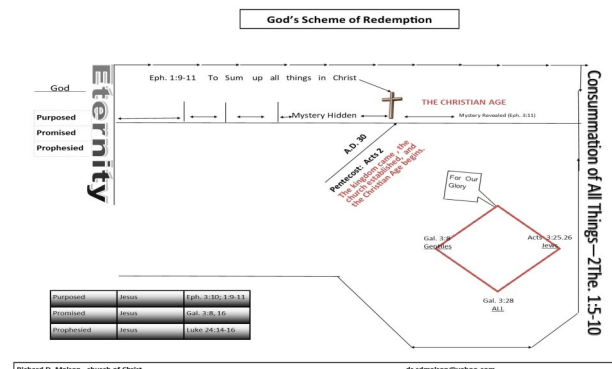 God's Scheme of Redemption
Eternity
God
Purposed
Promised
Prophesied
Eph. 1:9-11 To Sum up all things in Christ
Mystery Hidden
THE CHRISTIAN AGE
Mystery Revealed (Eph. 3:11)
A.D. 30
Pentecost: Acts 2
The kingdom came, the
church established, and
the Christian Age begins.
For Our
Glory
Gal. 3:8
Gentiles
Acts 3:25.26
Jews
Gal. 3:28
ALL
Consummation of All Things—2The. 1:5-10
Purposed Jesus Eph. 3:10; 1:9-11
Promised Jesus Gal. 3:8, 16
Prophesied Jesus Luke 24:14-16
Richard D. church of Christ